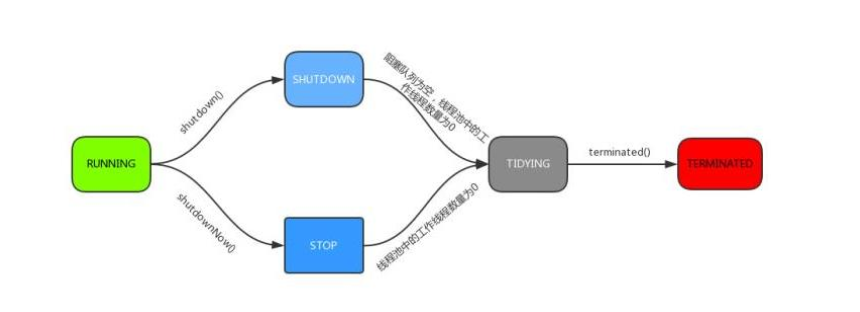 阻塞队列为空，线程池中的工
作线程数量为0
SHUTDOWN
shutdown()
RUNNING
TIDYING
terminated()
TERMINATED
shutdownNow()
线程池中的工作线程数量为0
STOP